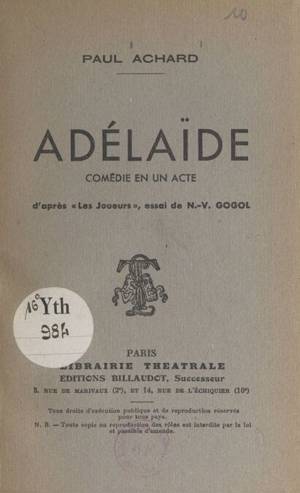 10
PAUL ACHARD
ADÉLAÏDE
COMÉDIE EN UN ACTE
d'après « Les Joueurs », essai de N.-V. GOGOL
16° Yth
984
PARIS
LIBRAIRIE THEATRALE
EDITIONS BILLAUDOT, Successeur
3, RUE DE MARIVAUX (2e), ET 14, RUE DE L'ÉCHIQUIER (10e)
Tous droits d'exécution publique et de reproduction réservés
pour tous pays.
N. B. — Toute copie ou reproduction des rôles est interdite par la loi
et passible d'amende.